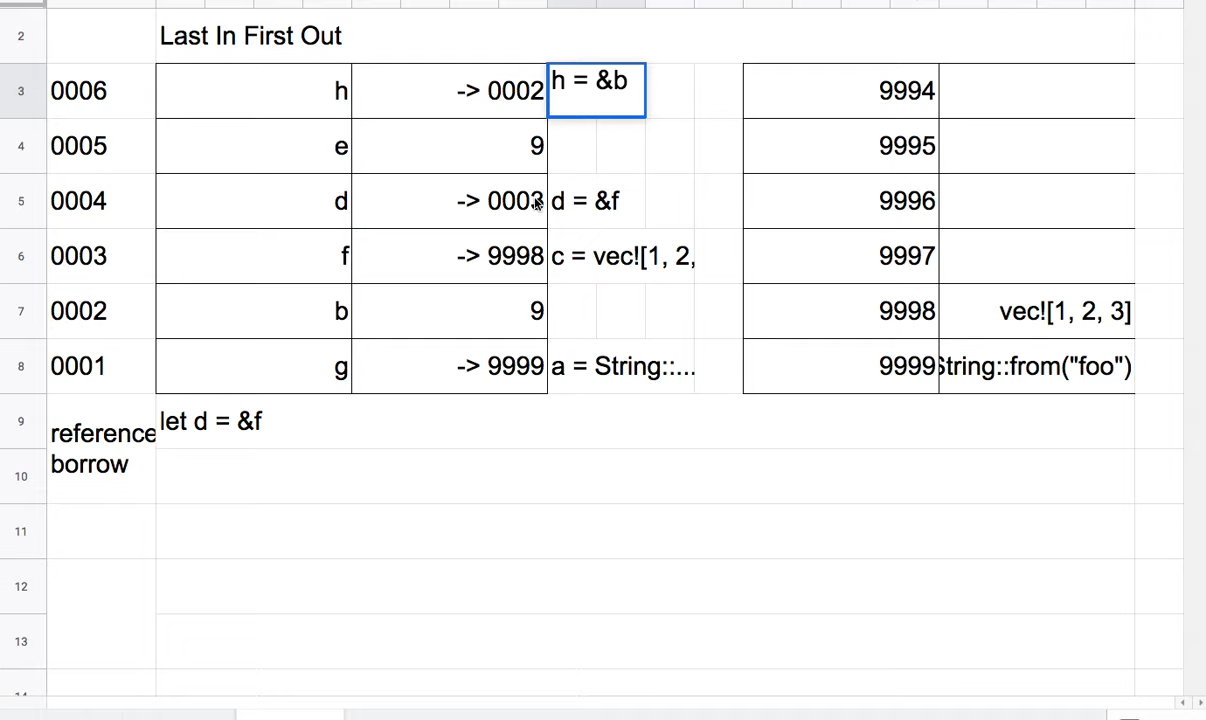 2 Last In First Out
3 0006 h -> 0002 h = &b 9994
4 0005 e 9 9995
5 0004 d -> 0003 d = &f 9996
6 0003 f -> 9998 c = vec![1, 2, 9997
7 0002 b 9 9998 vec![1, 2, 3]
8 0001 g -> 9999 a = String::... 9999 String::from("foo")
9 reference let d = &f
10 borrow
11
12
13
14